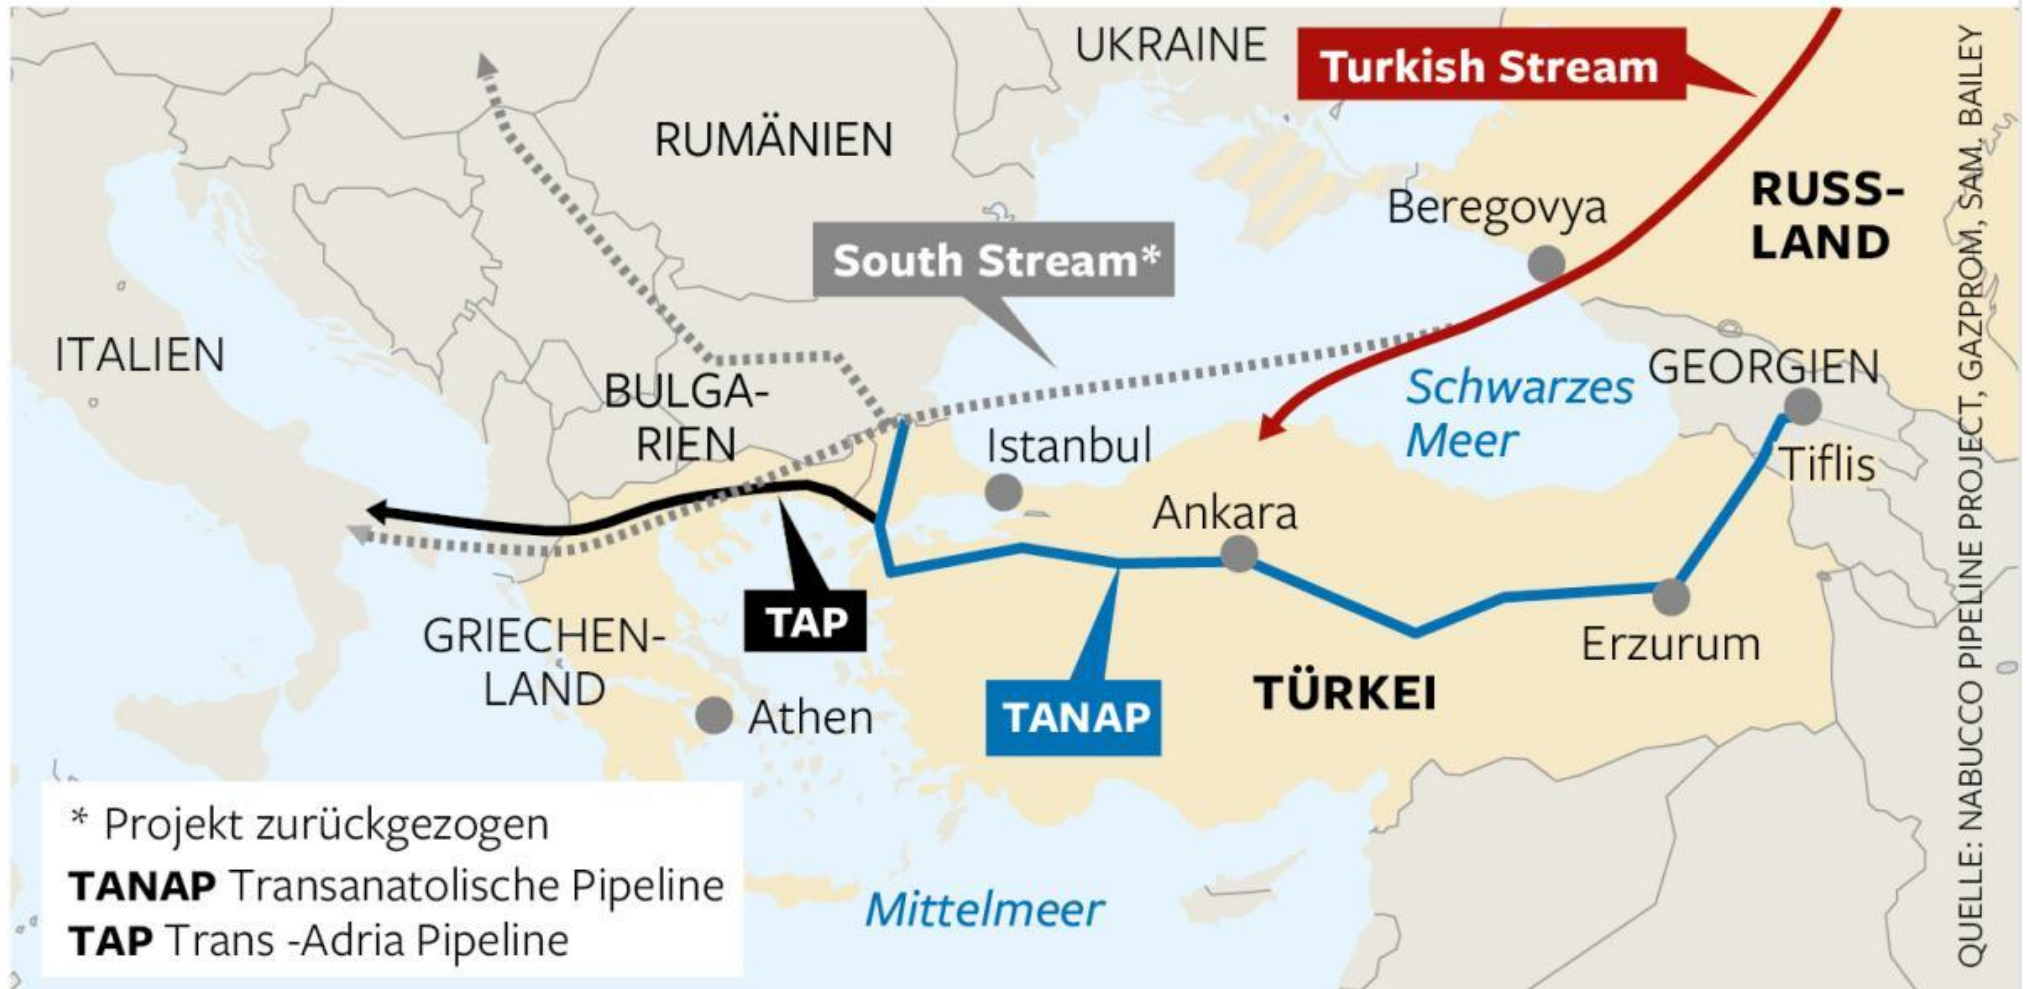 UKRAINE
Turkish Stream
RUMÄNIEN
RUSS-
LAND
Beregovya
South Stream*
ITALIEN
GEORGIEN
Schwarzes
Meer
BULGA-
RIEN
Istanbul
Tiflis
Ankara
TAP
GRIECHEN-
LAND
Erzurum
TÜRKEI
TANAP
Athen
* Projekt zurückgezogen
TANAP Transanatolische Pipeline
TAP Trans -Adria Pipeline
Mittelmeer
QUELLE: NABUCCO PIPELINE PROJECT, GAZPROM, SAM, BAILEY